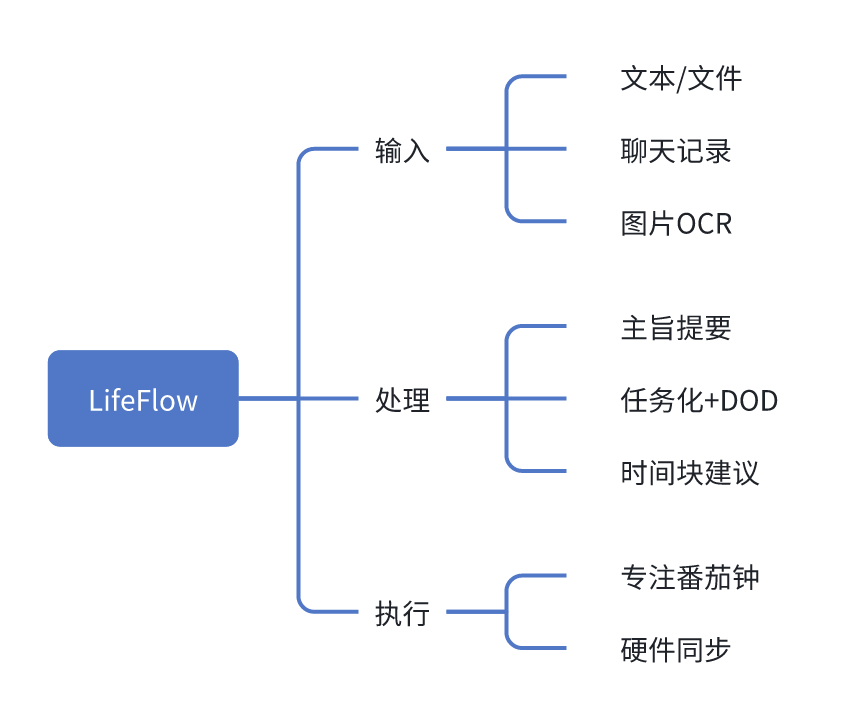 LifeFlow
输入
文本/文件
聊天记录
图片OCR
处理
主旨提要
任务化+DOD
时间块建议
执行
专注番茄钟
硬件同步